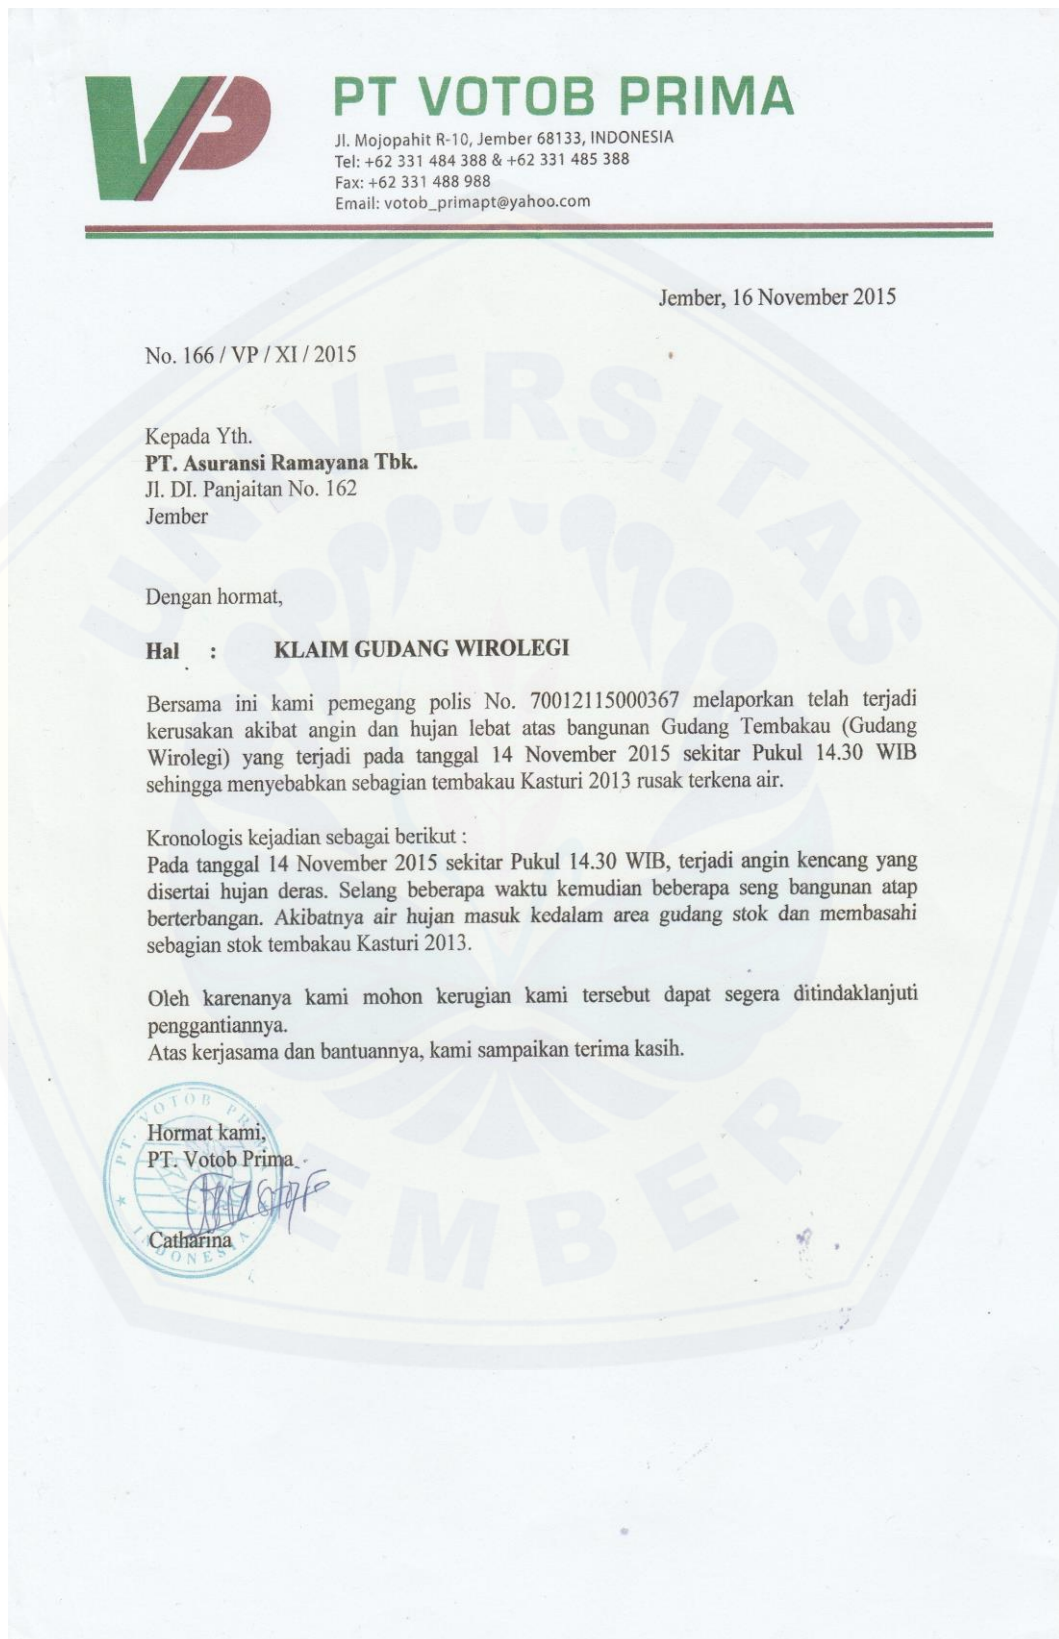 VP
PT VOTOB PRIMA
Jl. Mojopahit R-10, Jember 68133, INDONESIA
Tel: +62 331 484 388 & +62 331 485 388
Fax: +62 331 488 988
Email: votob_primapt@yahoo.com
Jember, 16 November 2015
No. 166 / VP / XI / 2015
Kepada Yth.
PT. Asuransi Ramayana Tbk.
Jl. DI. Panjaitan No. 162
Jember
Dengan hormat,
Hal : KLAIM GUDANG WIROLEGI
Bersama ini kami pemegang polis No. 70012115000367 melaporkan telah terjadi
kerusakan akibat angin dan hujan lebat atas bangunan Gudang Tembakau (Gudang
Wirolegi) yang terjadi pada tanggal 14 November 2015 sekitar Pukul 14.30 WIB
sehingga menyebabkan sebagian tembakau Kasturi 2013 rusak terkena air.
Kronologis kejadian sebagai berikut :
Pada tanggal 14 November 2015 sekitar Pukul 14.30 WIB, terjadi angin kencang yang
disertai hujan deras. Selang beberapa waktu kemudian beberapa seng bangunan atap
berterbangan. Akibatnya air hujan masuk kedalam area gudang stok dan membasahi
sebagian stok tembakau Kasturi 2013.
Oleh karenanya kami mohon kerugian kami tersebut dapat segera ditindaklanjuti
penggantiannya.
Atas kerjasama dan bantuannya, kami sampaikan terima kasih.
Hormat kami,
PT. Votob Prima
Catharina
PT. VOTOB PRIMA
INDONESIA
UNIVERSITAS
JEMBER